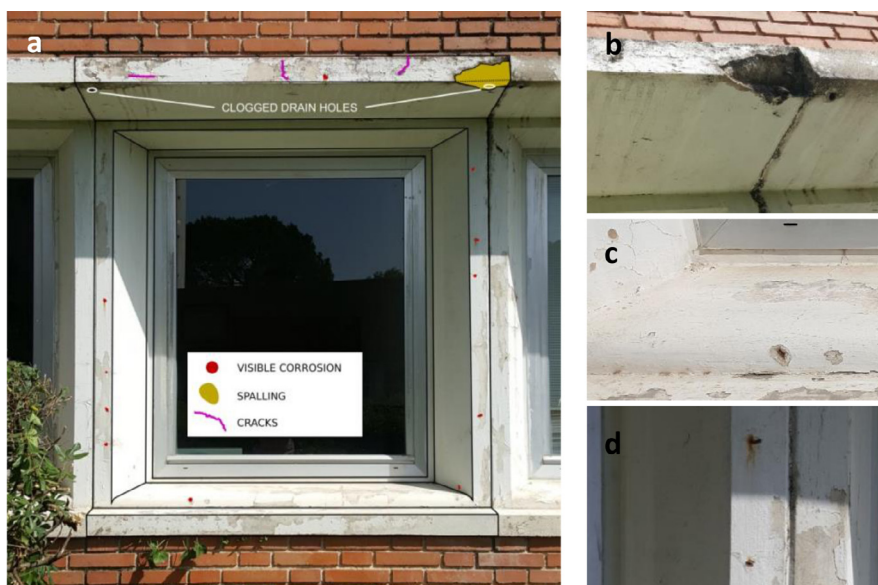 a
CLOGGED DRAIN HOLES
VISIBLE CORROSION
SPALLING
CRACKS
b
c
d